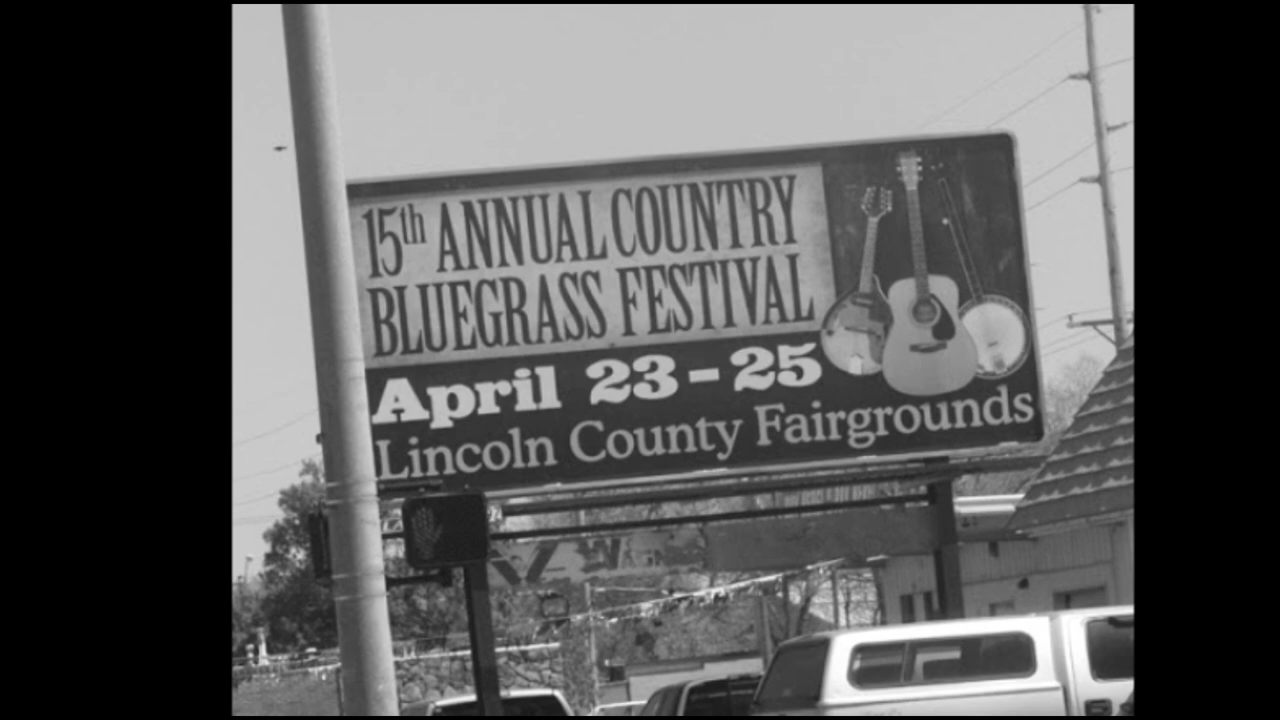 15th ANNUAL COUNTRY
BLUEGRASS FESTIVAL
April 23-25
Lincoln County Fairgrounds